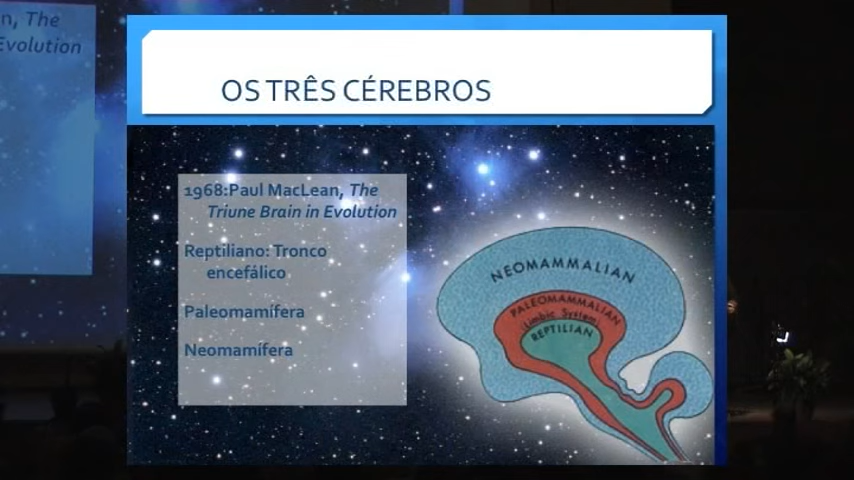 n, The
Evolution
OS TRÊS CÉREBROS
1968:Paul MacLean, The
Triune Brain in Evolution
Reptiliano: Tronco
encefálico
Paleomamífera
Neomamífera
NEOMAMMALIAN
PALEOMAMMALIAN
(Limbic System)
REPTILIAN